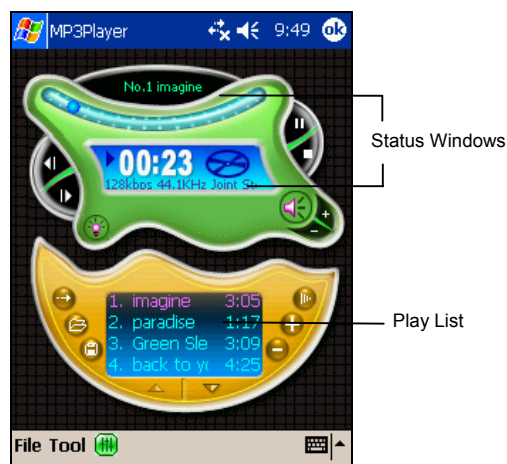 MP3Player 9:49 ok
No.1 imagine
Status Windows
00:23
128kbps 44.1KHz Joint
+
-
1. imagine 3:05
2. paradise 1:17
Play List
3. Green Sle 3:09
4. back to 4:25
File Tool